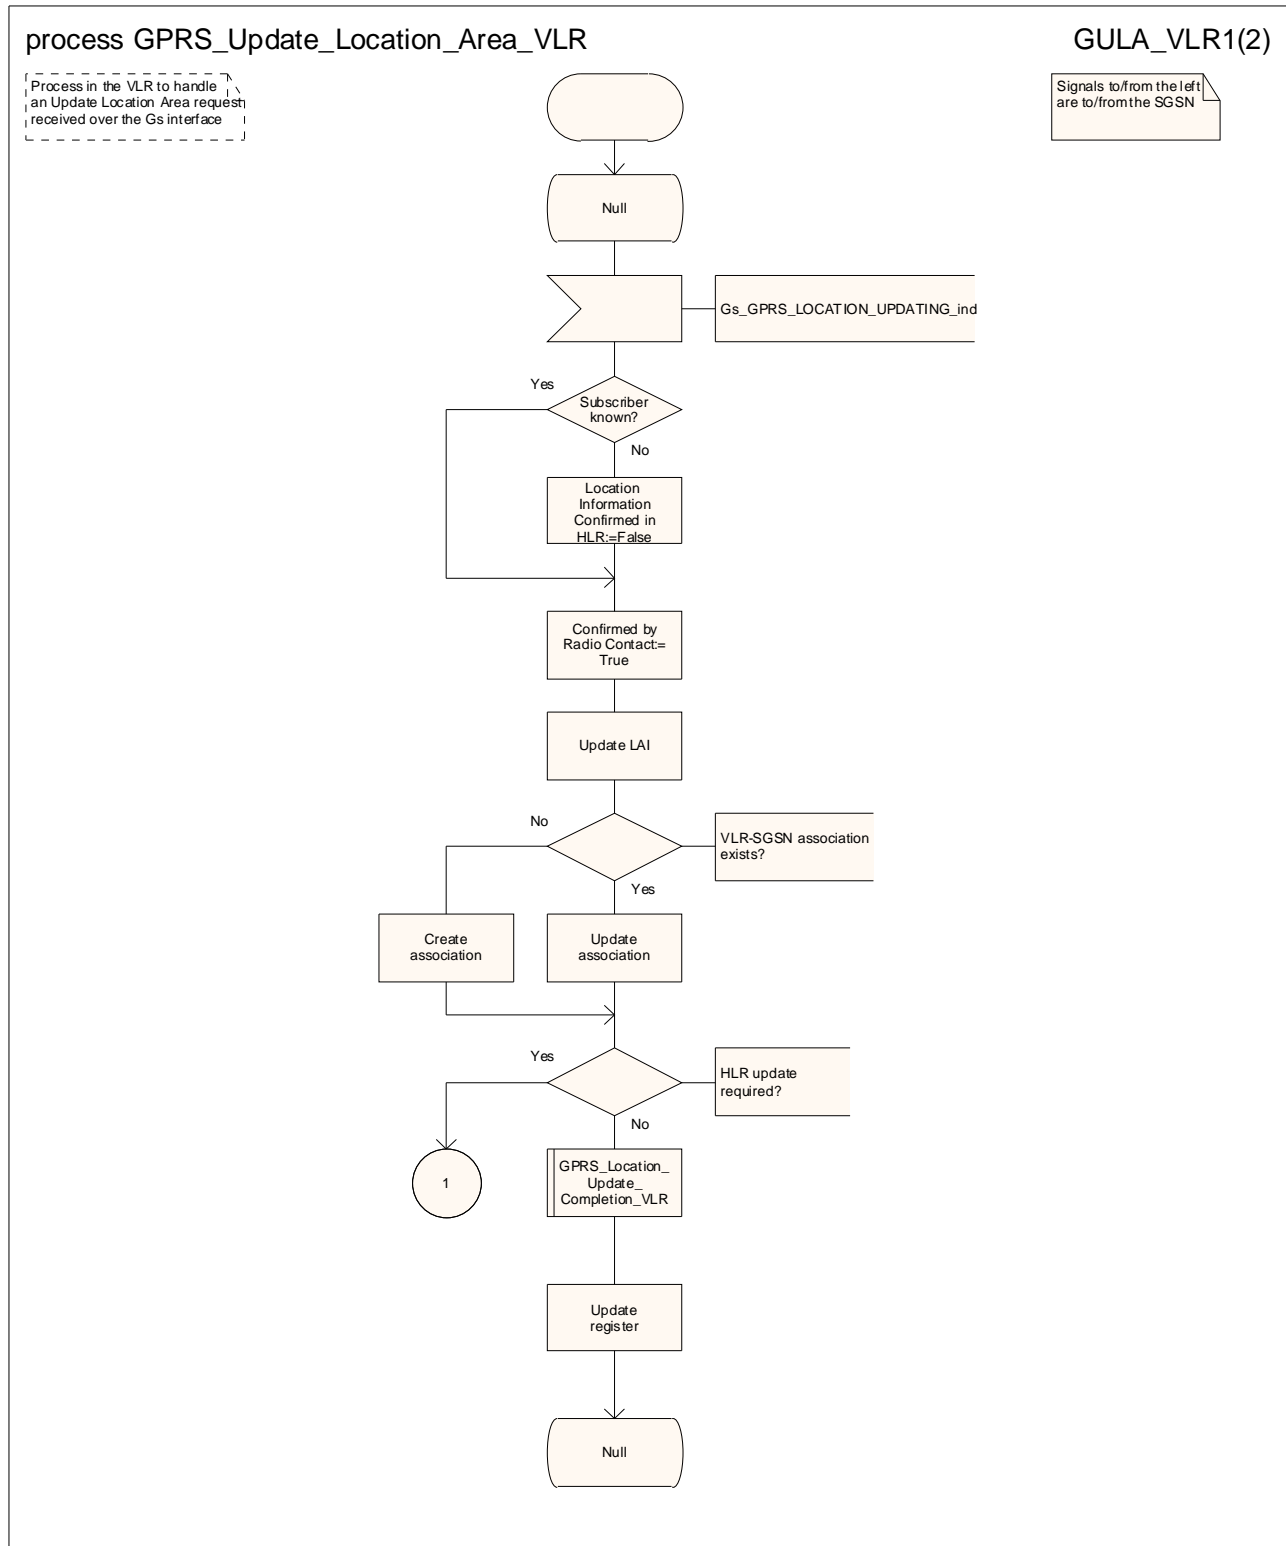 process GPRS_Update_Location_Area_VLR
GULA_VLR1(2)
Process in the VLR to handle
an Update Location Area request
received over the Gs interface
Signals to/from the left
are to/from the SGSN
Null
Gs_GPRS_LOCATION_UPDATING_ind
Yes
Subscriber
known?
No
Location
Information
Confirmed in
HLR:=False
Confirmed by
Radio Contact:=
True
Update LAI
No
VLR-SGSN association
exists?
Yes
Create
association
Update
association
Yes
HLR update
required?
No
1
GPRS_Location_
Update_
Completion_VLR
Update
register
Null